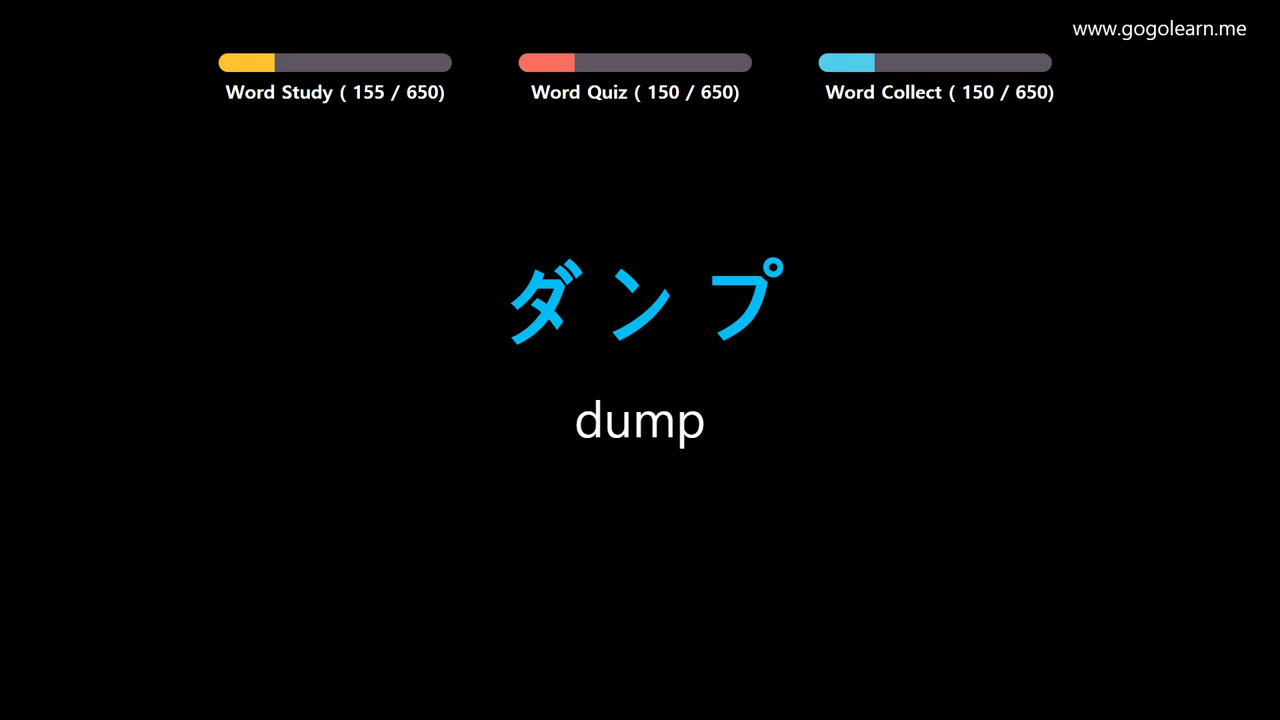 www.gogolearn.me
Word Study ( 155 / 650)
Word Quiz ( 150 / 650)
Word Collect ( 150 / 650)
ダンプ
dump